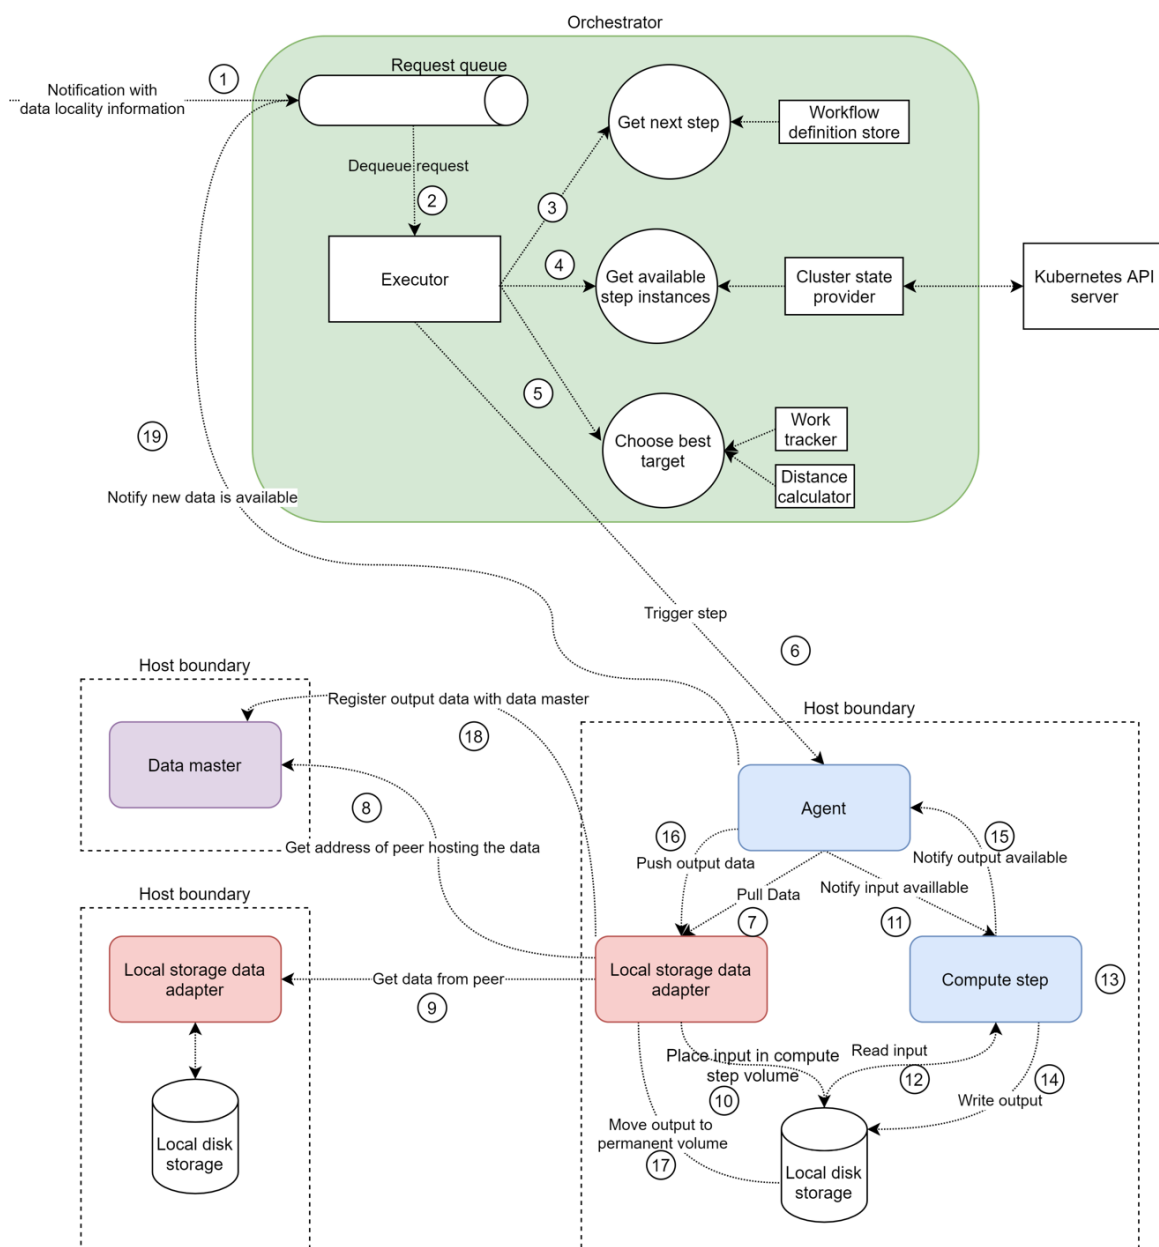 Orchestrator
Request queue
1
Notification with
data locality information
Get next step
Workflow
definition store
Dequeue request
2
3
Executor
4
Get available
step instances
Cluster state
provider
Kubernetes API
server
5
Work
tracker
Choose best
target
Distance
calculator
19
Notify new data is available
Trigger step
6
Host boundary
Register output data with data master
18
Host boundary
Data master
8
Get address of peer hosting the data
Agent
16
Push output data
15
Notify output available
Pull Data
7
Notify input availlable
11
Host boundary
Local storage data
adapter
Get data from peer
9
Local storage data
adapter
Compute step
13
Place input in compute
step volume
10
Read input
12
14
Write output
Move output to
permanent volume
17
Local disk
storage
Local disk
storage